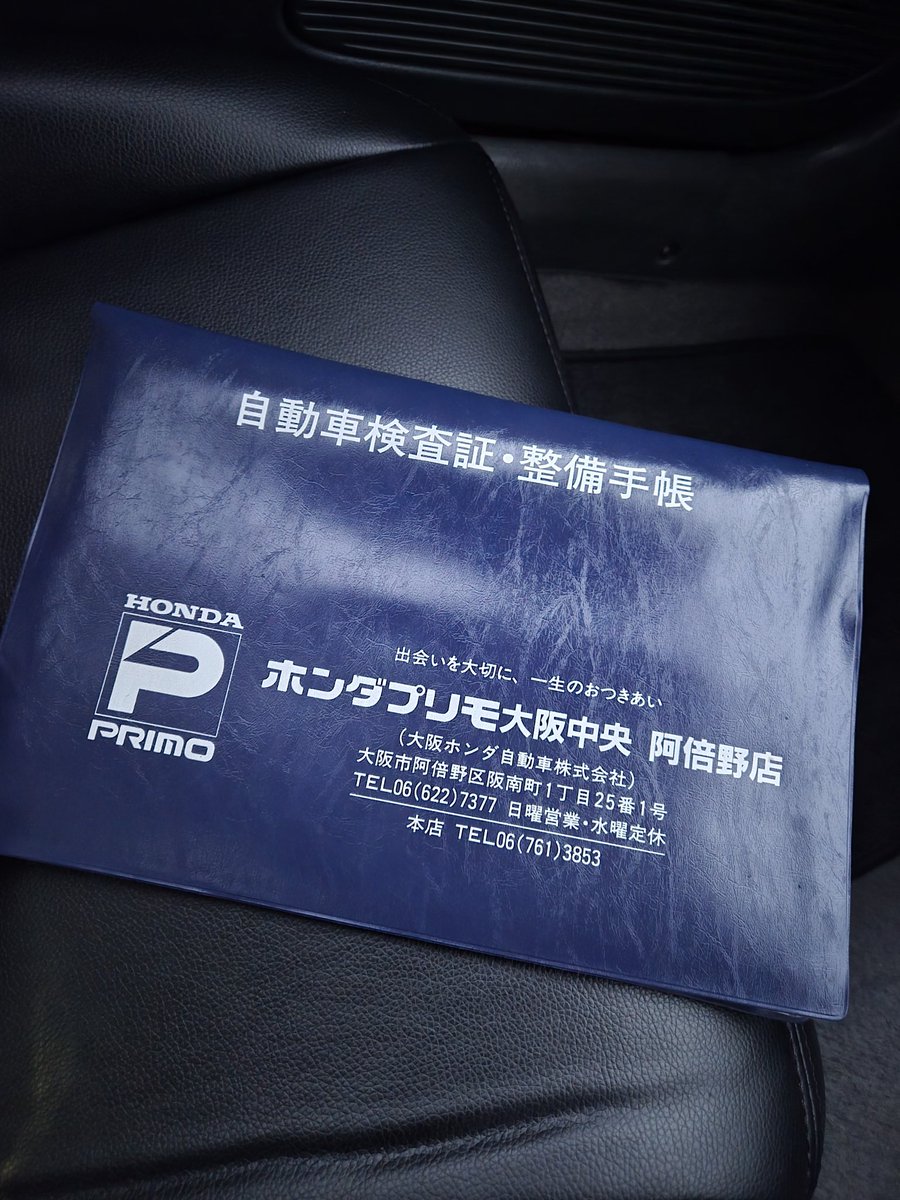 自動車検査証・整備手帳
HONDA
P
PRIMO
出会いを大切に、一生のおつきあい
ホンダプリモ大阪中央 阿倍野店
(大阪ホンダ自動車株式会社)
大阪市阿倍野区阪南町1丁目25番1号
TEL06(622)7377 日曜営業・水曜定休
本店 TEL06(761)3853